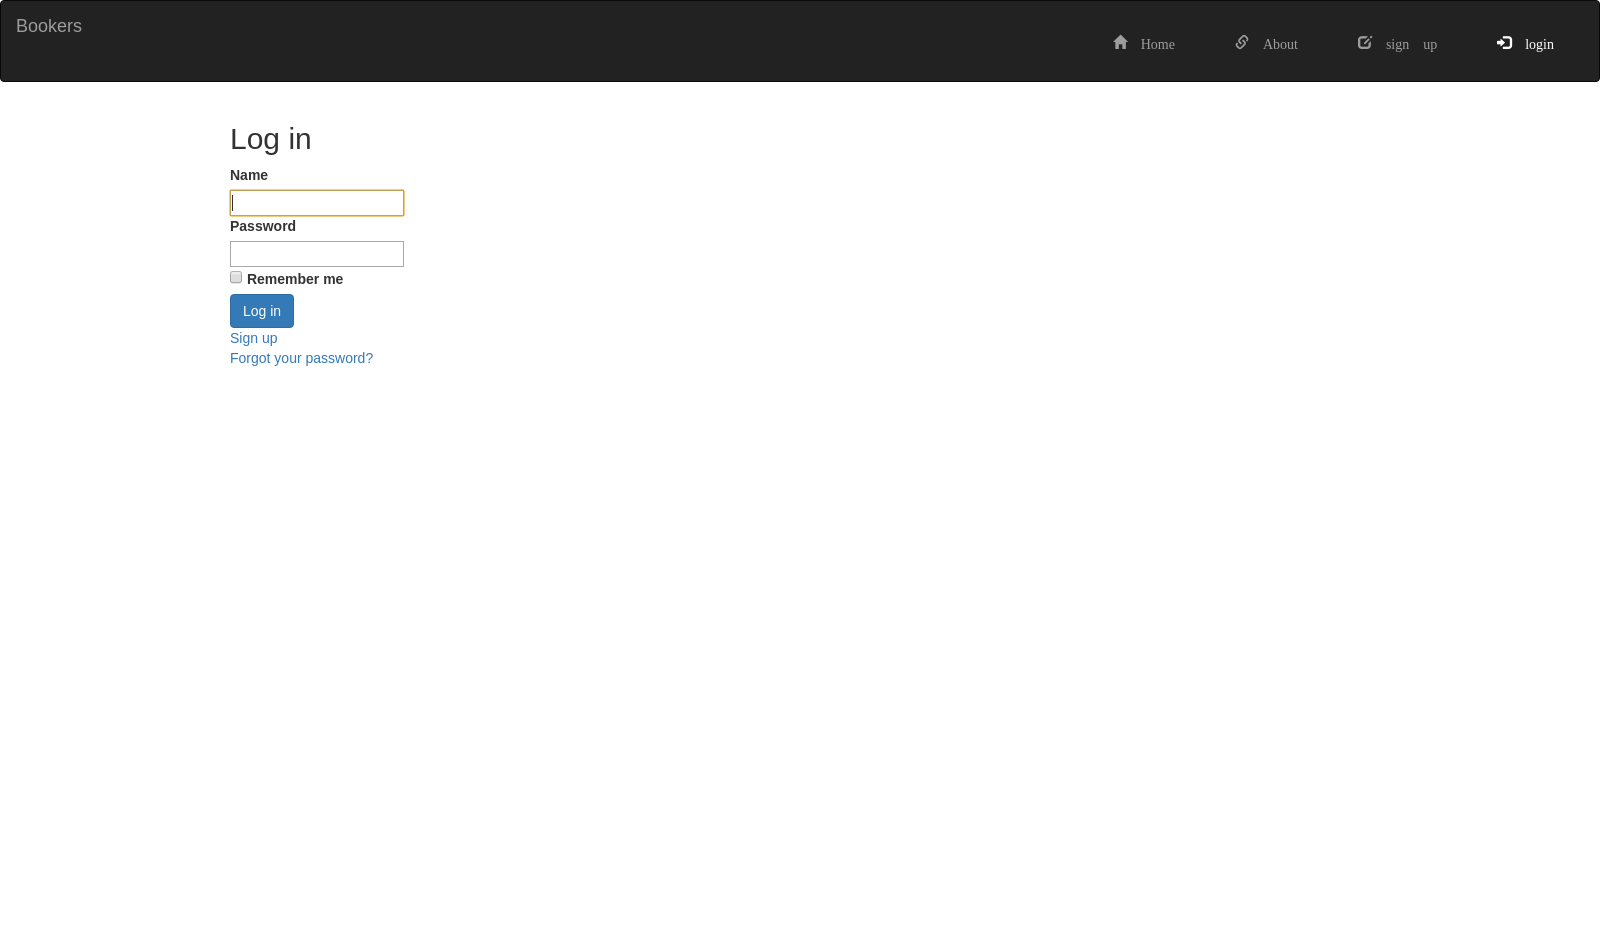 Bookers
Home About sign up login
Log in
Name
Password
Remember me
Log in
Sign up
Forgot your password?